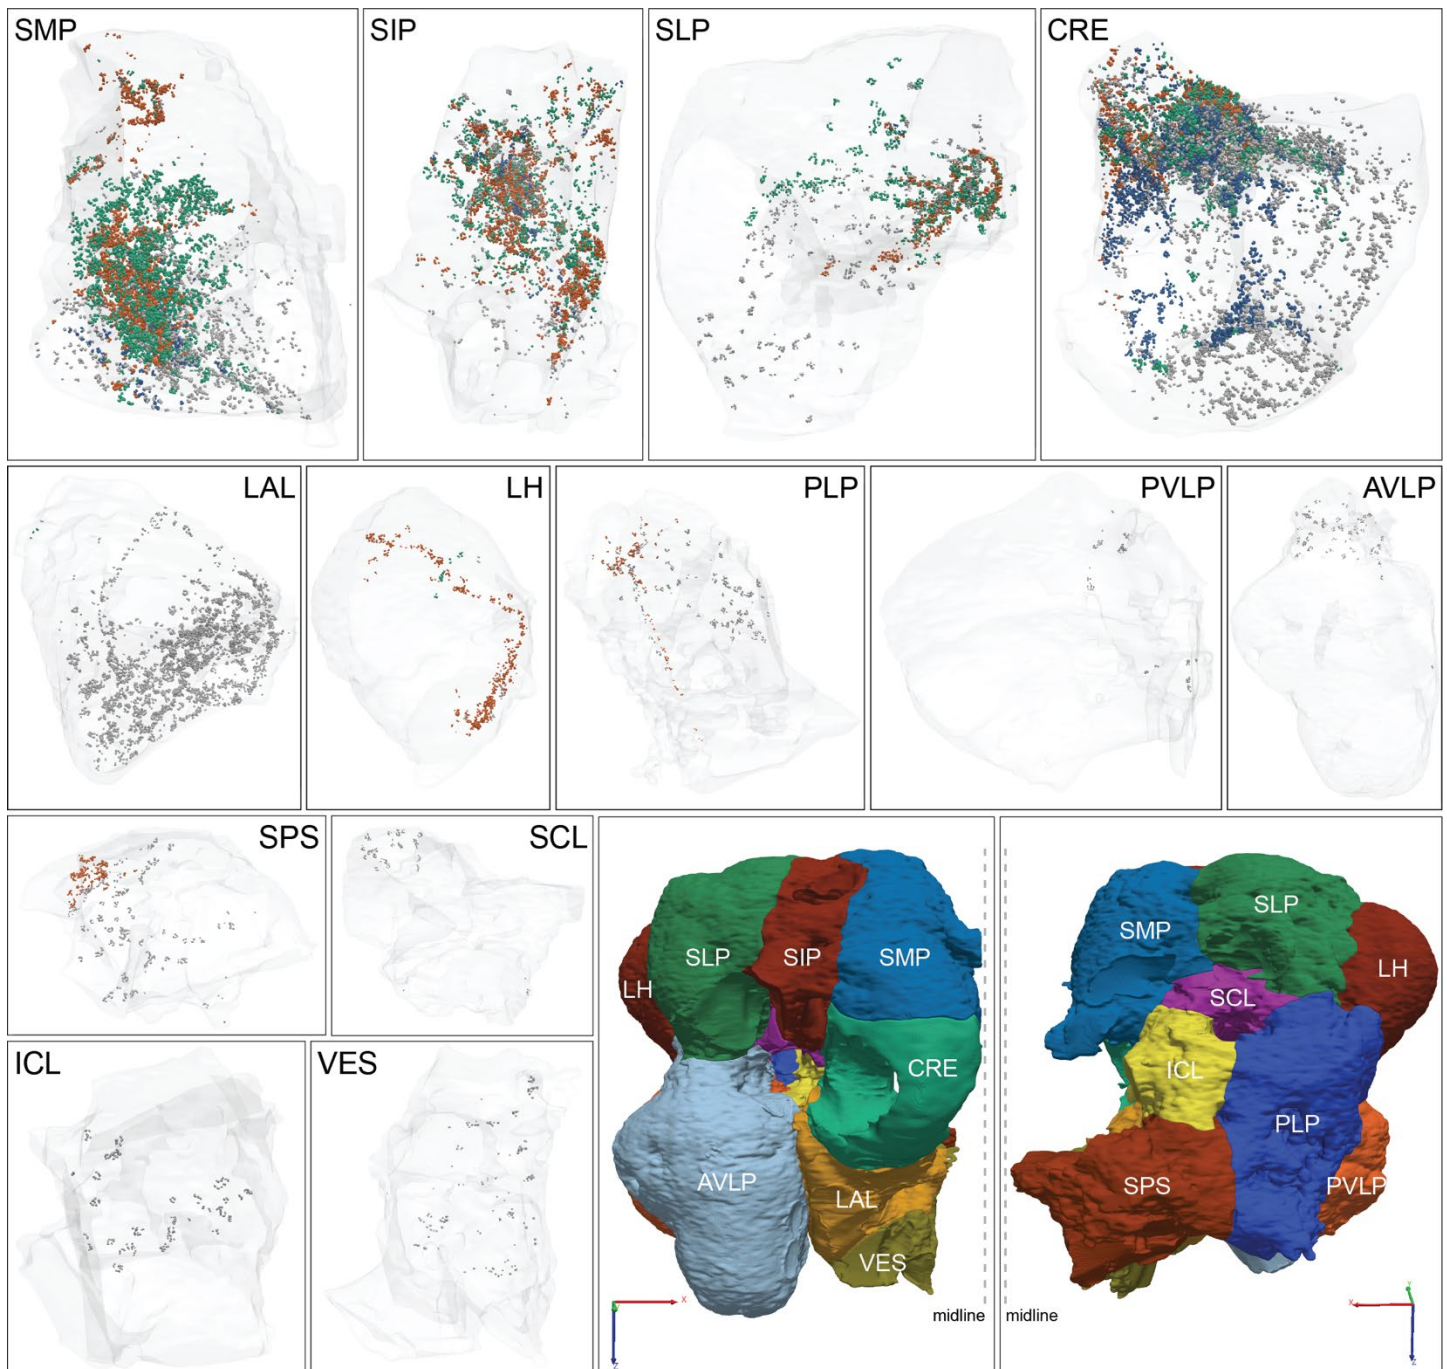 SMP
SIP
SLP
CRE
LAL
LH
PLP
PVLP
AVLP
SPS
SCL
ICL
VES
SLP
SIP
SMP
LH
CRE
AVLP
LAL
VES
X
Z
midline
SMP
SLP
LH
SCL
ICL
PLP
SPS
PVLP
midline
X
Y
Z